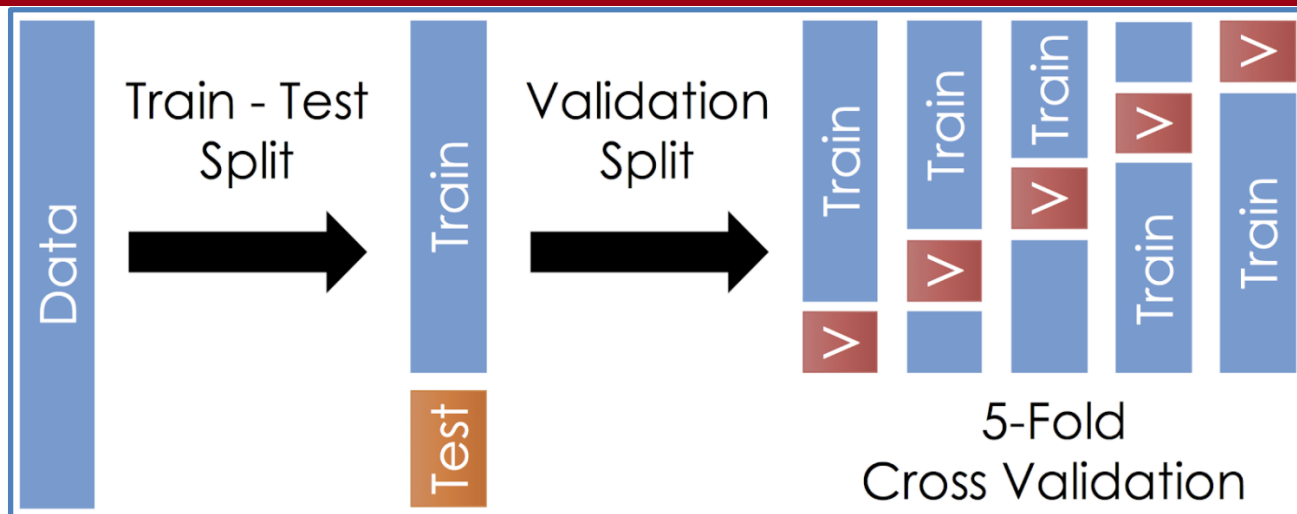 Data
Train - Test
Split
Train
Test
Validation
Split
Train
V
Train
V
Train
V
V
Train
V
Train
5-Fold
Cross Validation